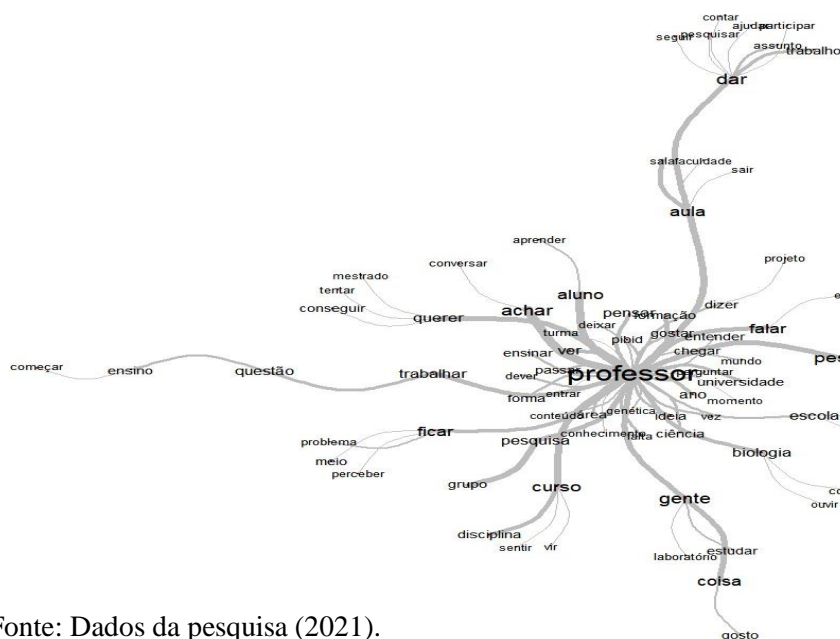 contar
ajudar participar
seguir pesquisar
assunto
trabalho
dar
sala faculdade
sair
aula
aprender
projeto
conversar
mestrado
tentar
aluno
conseguir
achar
dizer
querer
pensar formação
deixar
falar
turma
gostar
pibid
entender
ensinar ver
chegar
pes
mundo
começar
ensino
questão
trabalhar
passar
dever
professor
perguntar
universidade
entrar
forma
ano
momento
conteúdo área genética ideia vez
escola
ficar
conhecimento
falta
ciência
problema
pesquisa
biologia
meio
perceber
grupo
curso
gente
co
ouvir
disciplina
sentir vir
laboratório
estudar
coisa
Fonte: Dados da pesquisa (2021).
gosto